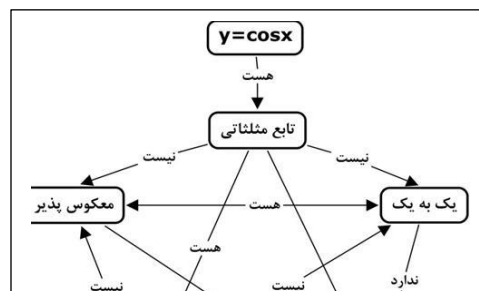 y=cosx
هست
تابع مثلثاتی
نیست
نیست
یک به یک
هست
معکوس پذیر
هست
ندارد
نیست
نیست